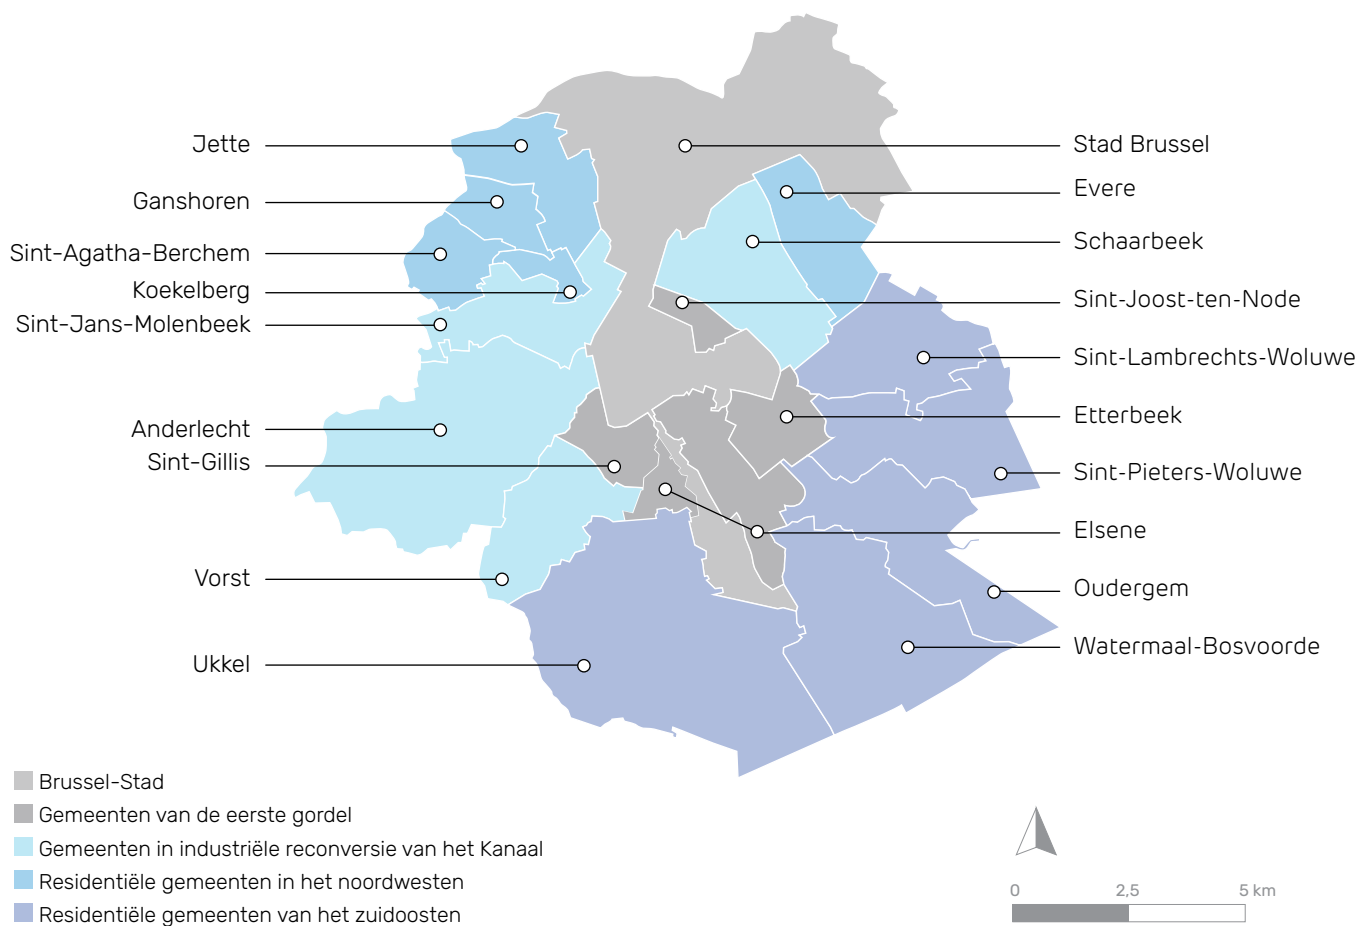 Jette
Ganshoren
Sint-Agatha-Berchem
Koekelberg
Sint-Jans-Molenbeek
Anderlecht
Sint-Gillis
Vorst
Ukkel
Stad Brussel
Evere
Schaarbeek
Sint-Joost-ten-Node
Sint-Lambrechts-Woluwe
Etterbeek
Sint-Pieters-Woluwe
Elsene
Oudergem
Watermaal-Bosvoorde
Brussel-Stad
Gemeenten van de eerste gordel
Gemeenten in industriële reconversie van het Kanaal
Residentiële gemeenten in het noordwesten
Residentiële gemeenten van het zuidoosten
0 2,5 5 km